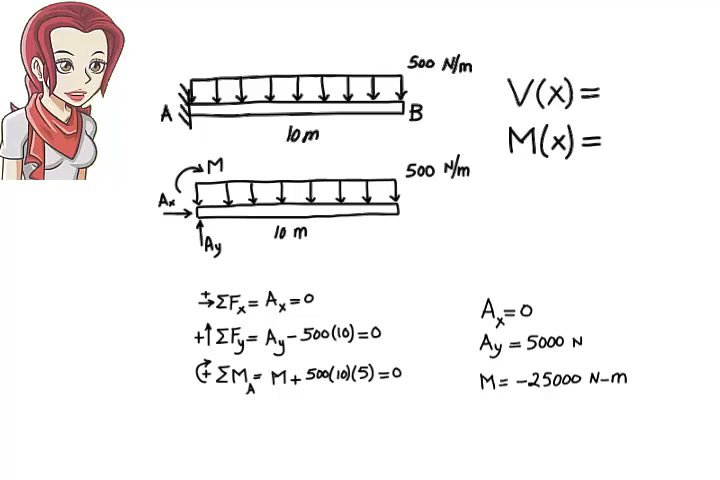 500 N/m
A
B
10 m
V(x) =
M(x) =
M
500 N/m
Ax
Ay
10 m
→+ ΣFx = Ax = 0
+↑ ΣFy = Ay − 500(10) = 0
↻+ ΣMA = M + 500(10)(5) = 0
Ax = 0
Ay = 5000 N
M = −25000 N-m